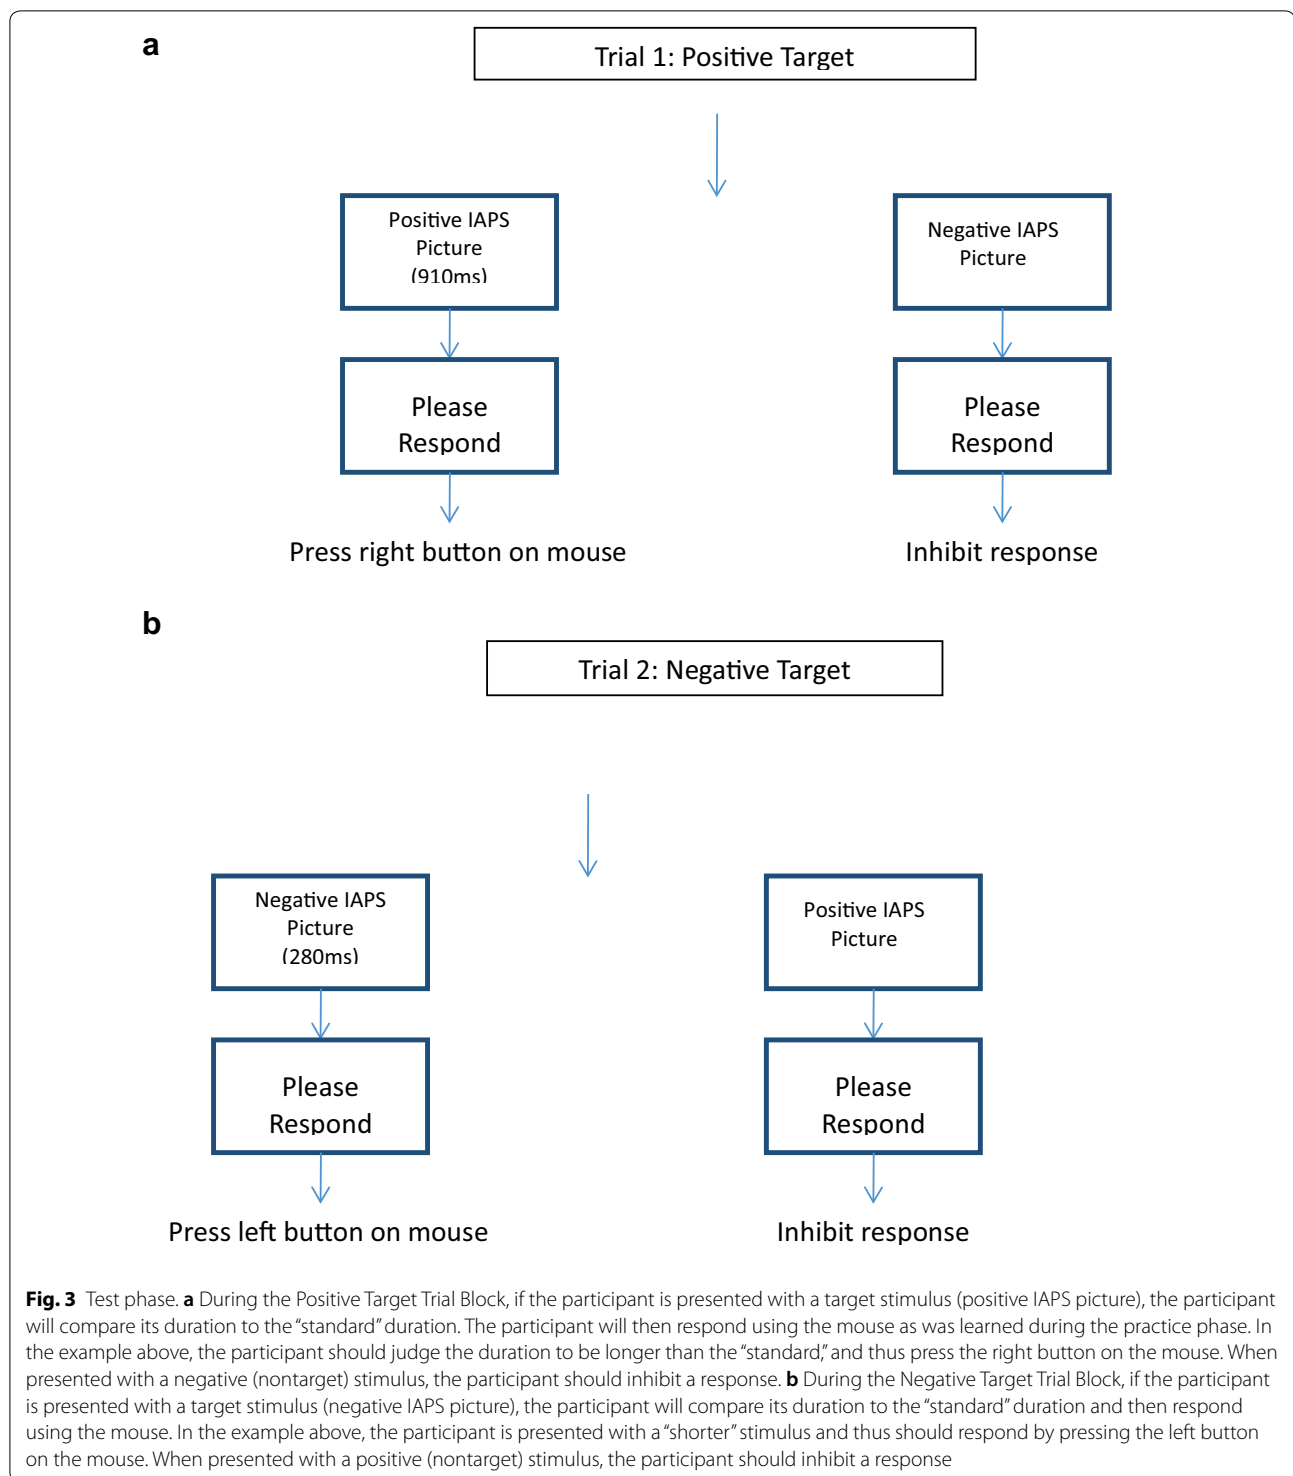 a
Trial 1: Positive Target
Positive IAPS
Picture
(910ms)
Negative IAPS
Picture
Please
Respond
Please
Respond
Press right button on mouse
Inhibit response
b
Trial 2: Negative Target
Negative IAPS
Picture
(280ms)
Positive IAPS
Picture
Please
Respond
Please
Respond
Press left button on mouse
Inhibit response
Fig. 3 Test phase. a During the Positive Target Trial Block, if the participant is presented with a target stimulus (positive IAPS picture), the participant
will compare its duration to the “standard” duration. The participant will then respond using the mouse as was learned during the practice phase. In
the example above, the participant should judge the duration to be longer than the “standard,” and thus press the right button on the mouse. When
presented with a negative (nontarget) stimulus, the participant should inhibit a response. b During the Negative Target Trial Block, if the participant
is presented with a target stimulus (negative IAPS picture), the participant will compare its duration to the “standard” duration and then respond
using the mouse. In the example above, the participant is presented with a “shorter” stimulus and thus should respond by pressing the left button
on the mouse. When presented with a positive (nontarget) stimulus, the participant should inhibit a response